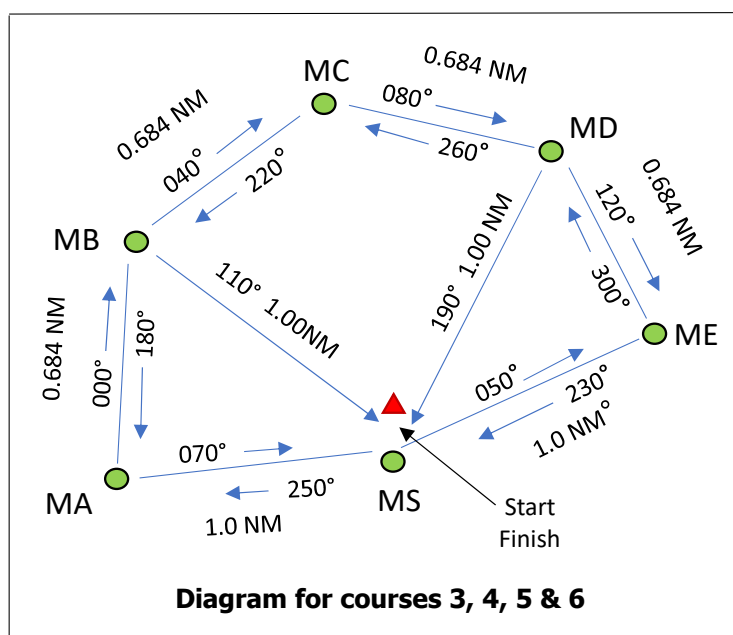 0.684 NM
MC
080°
MD
260°
0.684 NM
040°
220°
120°
0.684 NM
300°
MB
110° 1.00NM
190° 1.00 NM
0.684 NM
000°
180°
050°
230°
1.0 NM°
ME
070°
250°
MA
MS
1.0 NM
Start
Finish
Diagram for courses 3, 4, 5 & 6